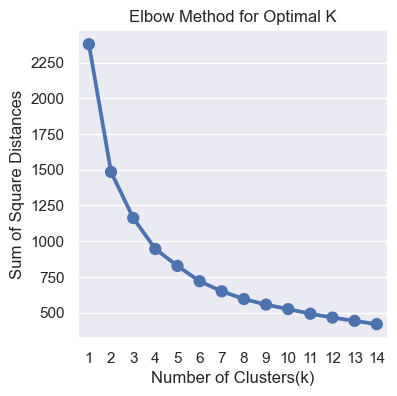 Elbow Method for Optimal K
Sum of Square Distances
2250
2000
1750
1500
1250
1000
750
500
1 2 3 4 5 6 7 8 9 10 11 12 13 14
Number of Clusters(k)